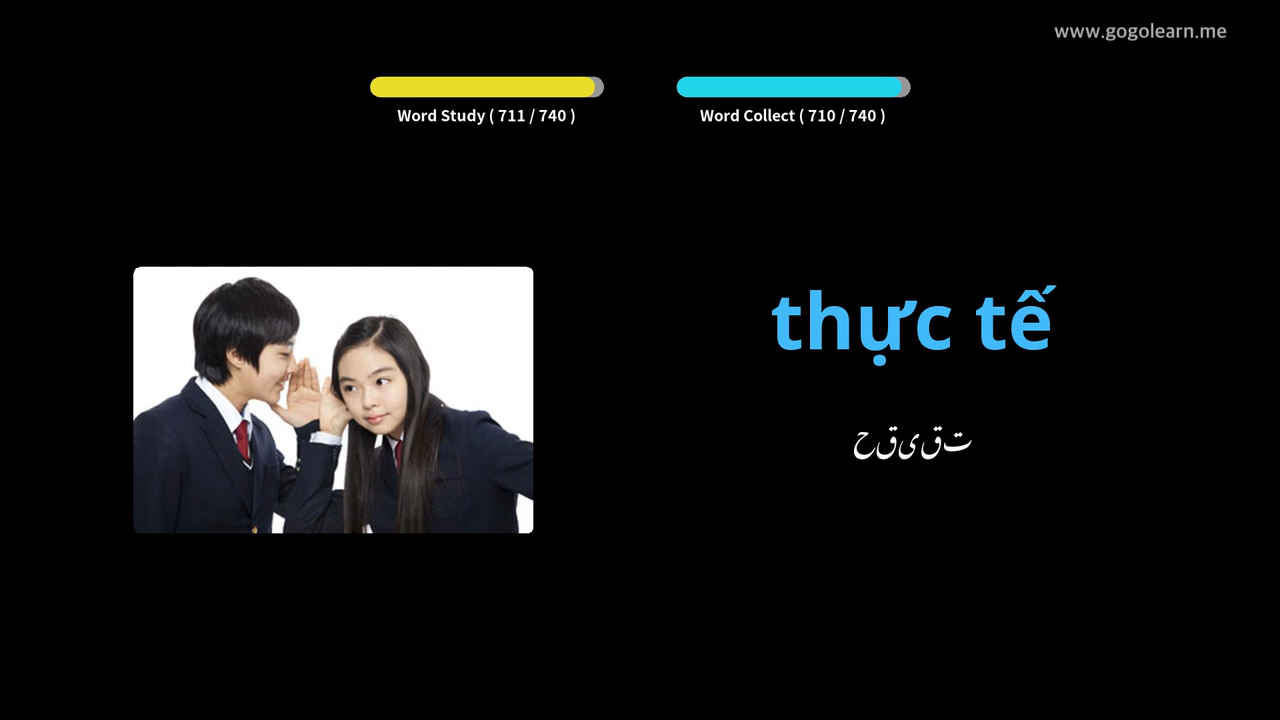 www.gogolearn.me
Word Study ( 711 / 740 )
Word Collect ( 710 / 740 )
thực tế
حقیقت